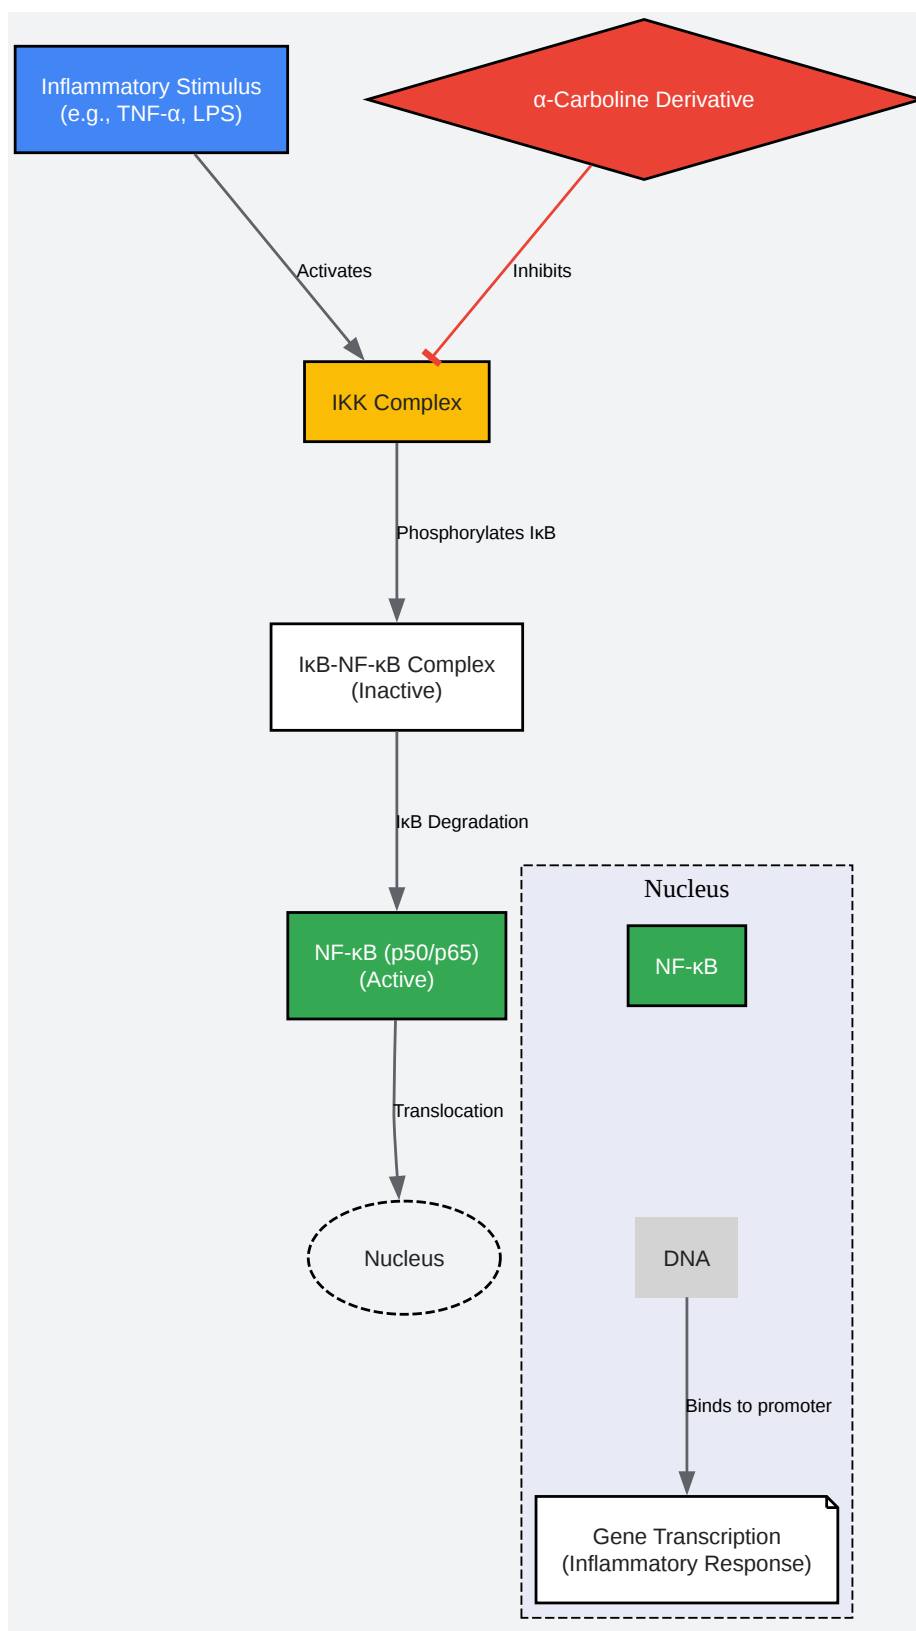 Inflammatory Stimulus
(e.g., TNF-α, LPS)
α-Carboline Derivative
Activates
Inhibits
IKK Complex
Phosphorylates IκB
IκB-NF-κB Complex
(Inactive)
IκB Degradation
Nucleus
NF-κB (p50/p65)
(Active)
NF-κB
Translocation
Nucleus
DNA
Binds to promoter
Gene Transcription
(Inflammatory Response)